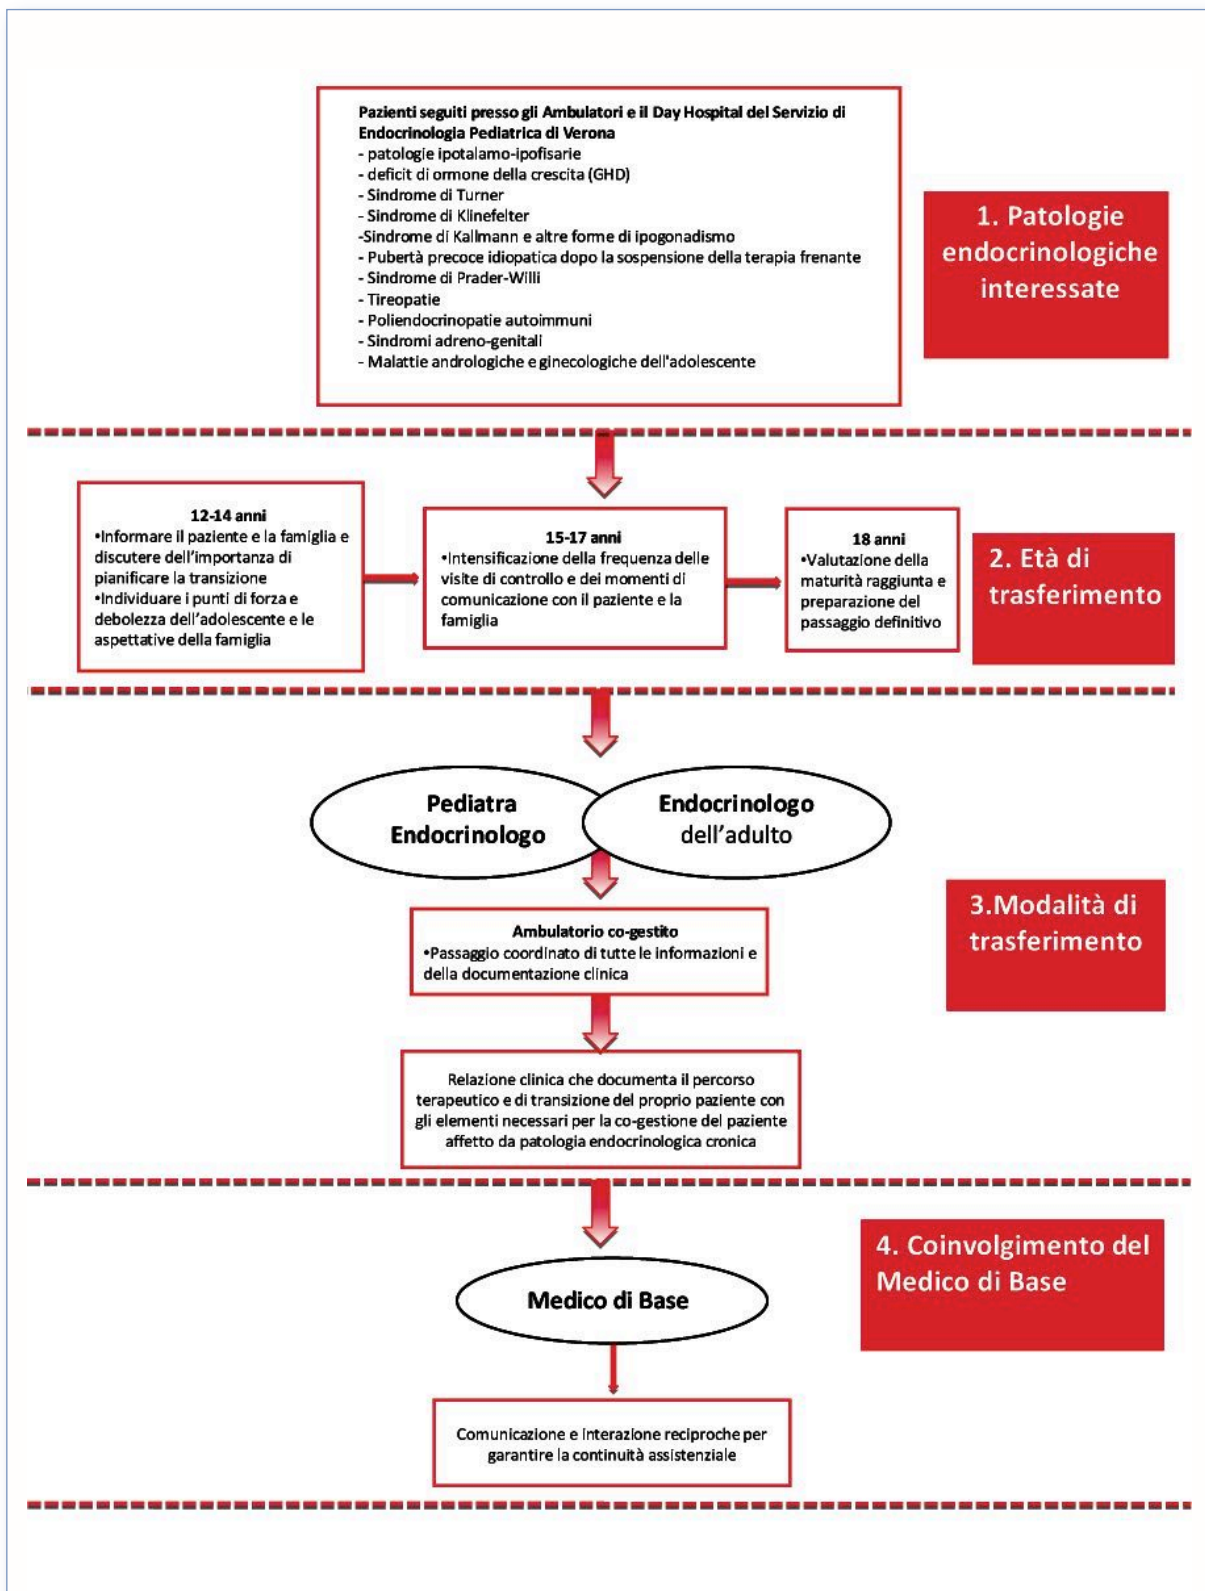 Pazienti seguiti presso gli Ambulatori e il Day Hospital del Servizio di
Endocrinologia Pediatrica di Verona
- patologie ipotalamo-ipofisarie
- deficit di ormone della crescita (GHD)
- Sindrome di Turner
- Sindrome di Klinefelter
-Sindrome di Kallmann e altre forme di ipogonadismo
- Pubertà precoce idiopatica dopo la sospensione della terapia frenante
- Sindrome di Prader-Willi
- Tireopatie
- Poliendocrinopatie autoimmuni
- Sindromi adreno-genitali
- Malattie andrologiche e ginecologiche dell'adolescente
1. Patologie
endocrinologiche
interessate
12-14 anni
•Informare il paziente e la famiglia e
discutere dell'importanza di
pianificare la transizione
•Individuare i punti di forza e
debolezza dell'adolescente e le
aspettative della famiglia
15-17 anni
•Intensificazione della frequenza delle
visite di controllo e dei momenti di
comunicazione con il paziente e la
famiglia
18 anni
•Valutazione della
maturità raggiunta e
preparazione del
passaggio definitivo
2. Età di
trasferimento
Pediatra
Endocrinologo
Endocrinologo
dell'adulto
Ambulatorio co-gestito
•Passaggio coordinato di tutte le informazioni e
della documentazione clinica
3.Modalità di
trasferimento
Relazione clinica che documenta il percorso
terapeutico e di transizione del proprio paziente con
gli elementi necessari per la co-gestione del paziente
affetto da patologia endocrinologica cronica
4. Coinvolgimento del
Medico di Base
Medico di Base
Comunicazione e interazione reciproche per
garantire la continuità assistenziale